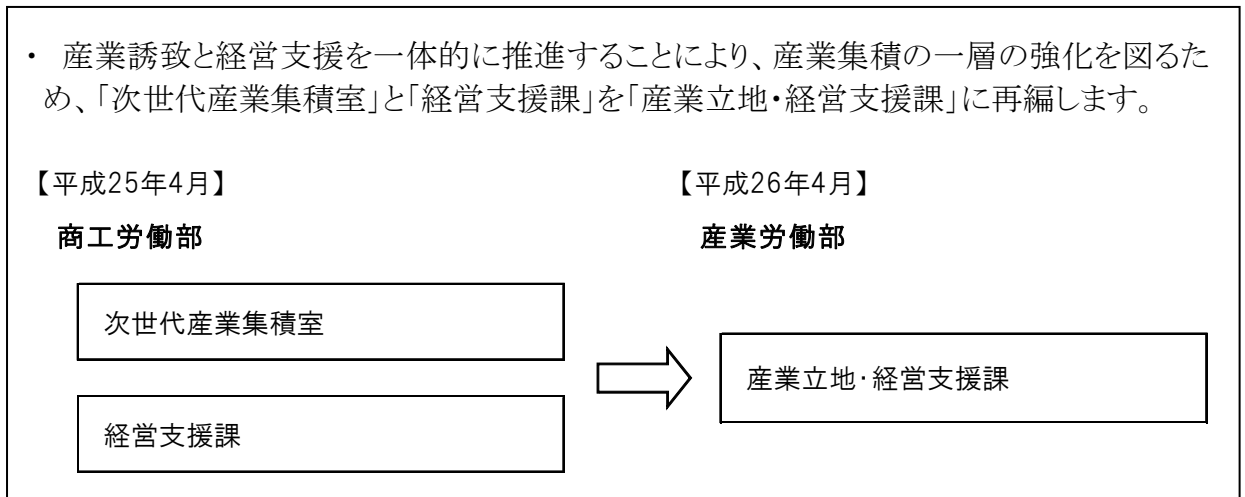 ・ 産業誘致と経営支援を一体的に推進することにより、産業集積の一層の強化を図るた
め、「次世代産業集積室」と「経営支援課」を「産業立地・経営支援課」に再編します。
【平成25年4月】
【平成26年4月】
商工労働部
産業労働部
次世代産業集積室
産業立地・経営支援課
経営支援課